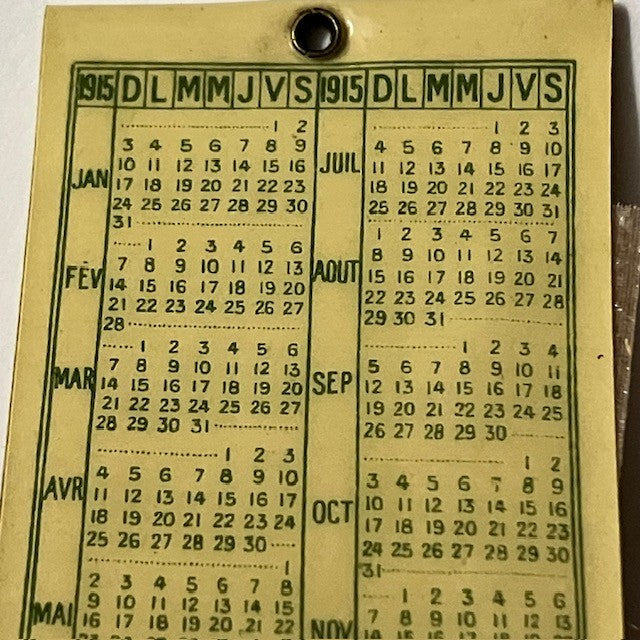 1915 D L M M J V S
JAN
1 2
3 4 5 6 7 8 9
10 11 12 13 14 15 16
17 18 19 20 21 22 23
24 25 26 27 28 29 30
31
FÉV
1 2 3 4 5 6
7 8 9 10 11 12 13
14 15 16 17 18 19 20
21 22 23 24 25 26 27
28
MAR
1 2 3 4 5 6
7 8 9 10 11 12 13
14 15 16 17 18 19 20
21 22 23 24 25 26 27
28 29 30 31
AVR
1 2 3
4 5 6 7 8 9 10
11 12 13 14 15 16 17
18 19 20 21 22 23 24
25 26 27 28 29 30
MAI
1
2 3 4 5 6 7 8
9 10 11 12 13 14 15
16 17 18 19 20 21 22
1915 D L M M J V S
JUIL
1 2 3
4 5 6 7 8 9 10
11 12 13 14 15 16 17
18 19 20 21 22 23 24
25 26 27 28 29 30 31
AOUT
1 2 3 4 5 6 7
8 9 10 11 12 13 14
15 16 17 18 19 20 21
22 23 24 25 26 27 28
29 30 31
SEP
1 2 3 4
5 6 7 8 9 10 11
12 13 14 15 16 17 18
19 20 21 22 23 24 25
26 27 28 29 30
OCT
1 2
3 4 5 6 7 8 9
10 11 12 13 14 15 16
17 18 19 20 21 22 23
24 25 26 27 28 29 30
31
NOV
1 2 3 4 5 6
7 8 9 10 11 12 13